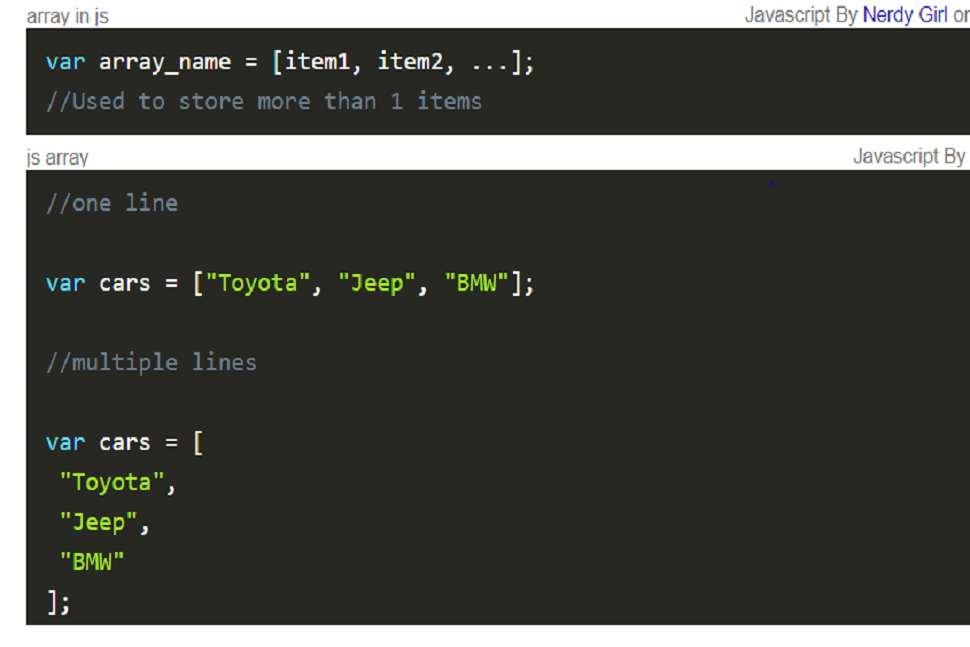 array in js Javascript By Nerdy Girl on
var array_name = [item1, item2, ...];
//Used to store more than 1 items
js array Javascript By
//one line
var cars = ["Toyota", "Jeep", "BMW"];
//multiple lines
var cars = [
"Toyota",
"Jeep",
"BMW"
];